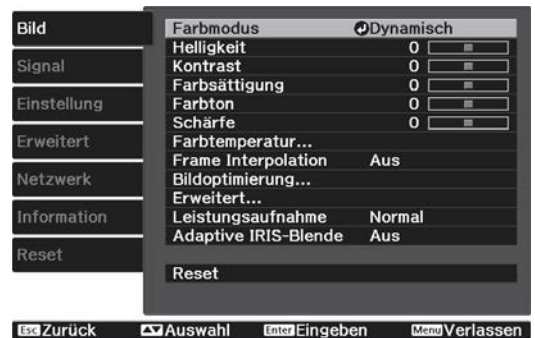 Bild
Signal
Einstellung
Erweitert
Netzwerk
Information
Reset
Farbmodus Dynamisch
Helligkeit 0
Kontrast 0
Farbsättigung 0
Farbton 0
Schärfe 0
Farbtemperatur...
Frame Interpolation Aus
Bildoptimierung...
Erweitert...
Leistungsaufnahme Normal
Adaptive IRIS-Blende Aus
Reset
Esc Zurück Auswahl Enter Eingeben Menu Verlassen